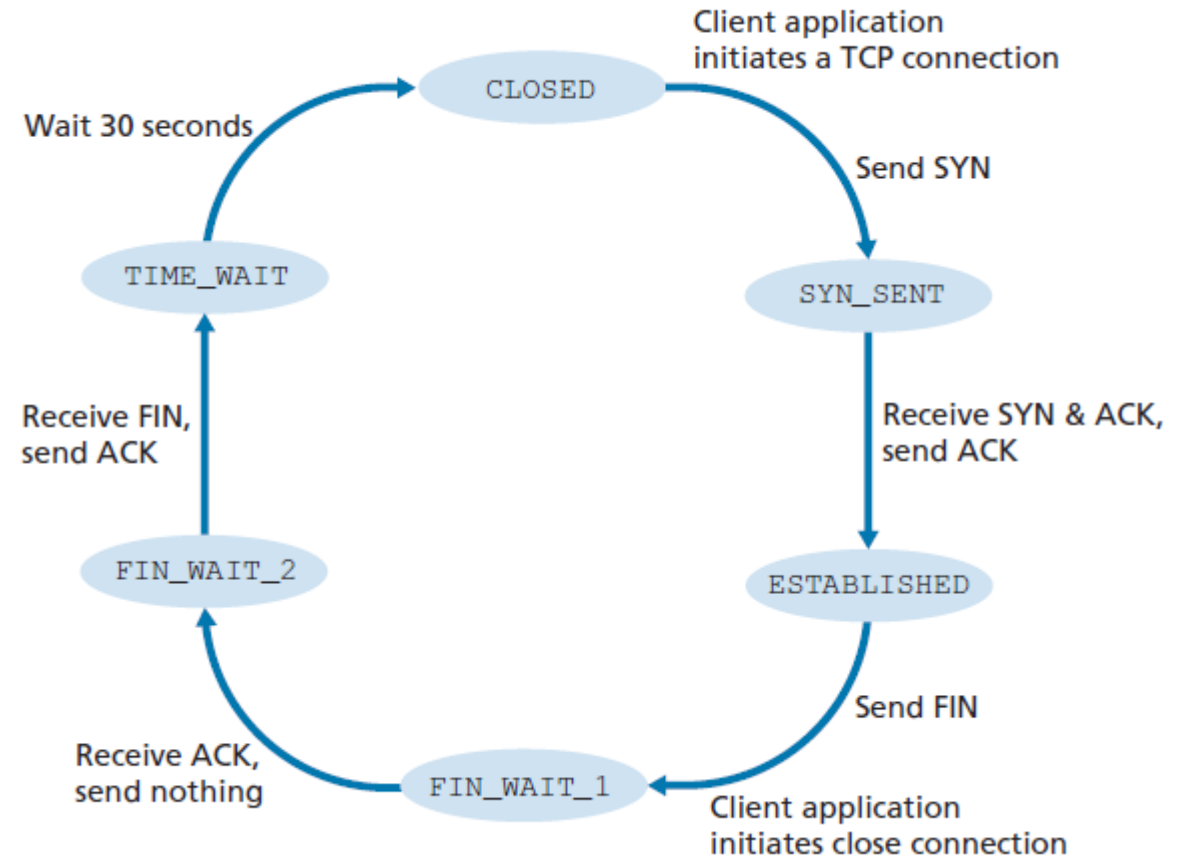 Client application
initiates a TCP connection
CLOSED
Wait 30 seconds
Send SYN
TIME_WAIT
SYN_SENT
Receive FIN,
send ACK
Receive SYN & ACK,
send ACK
FIN_WAIT_2
ESTABLISHED
Send FIN
Receive ACK,
send nothing
FIN_WAIT_1
Client application
initiates close connection